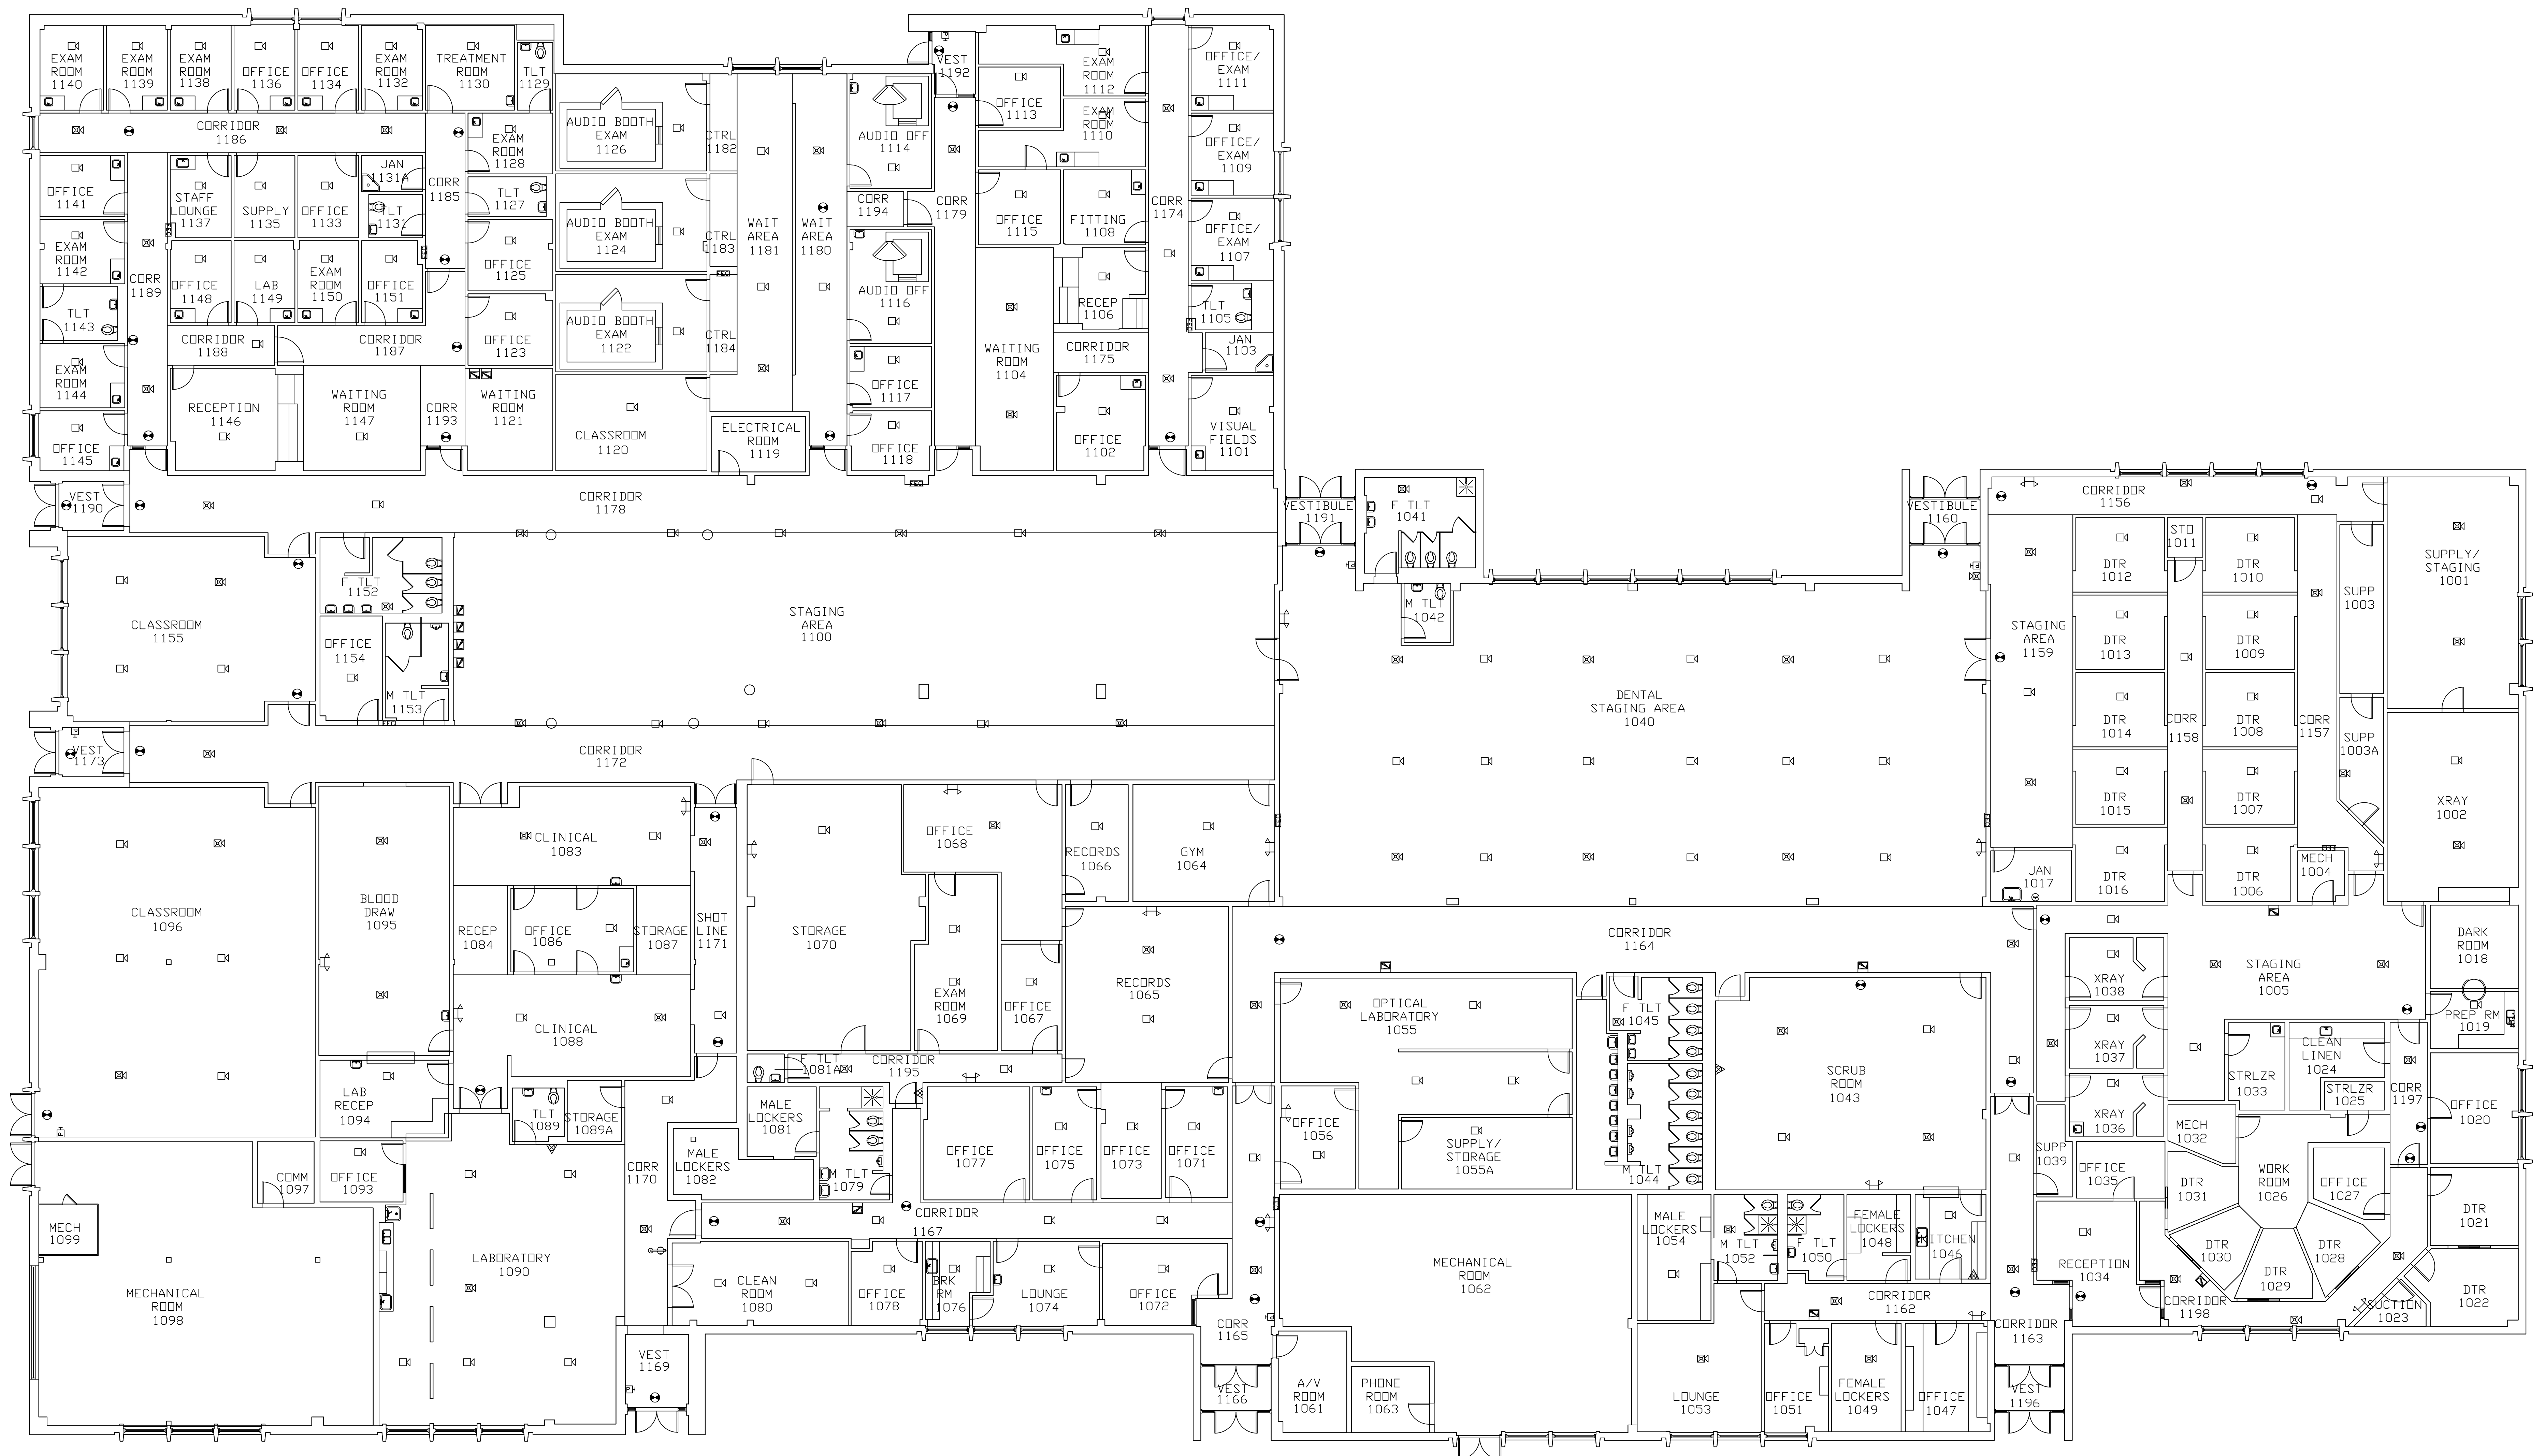 EXAM
ROOM
1140
EXAM
ROOM
1139
EXAM
ROOM
1138
OFFICE
1136
OFFICE
1134
EXAM
ROOM
1132
TREATMENT
ROOM
1130
TLT
1129
VEST
1192
EXAM
ROOM
1112
OFFICE/
EXAM
1111
OFFICE
1113
EXAM
ROOM
1110
CORRIDOR
1186
EXAM
ROOM
1128
AUDIO BOOTH
EXAM
1126
CTRL
1182
AUDIO OFF
1114
OFFICE/
EXAM
1109
OFFICE
1141
STAFF
LOUNGE
1137
SUPPLY
1135
OFFICE
1133
JAN
1131A
TLT
1131
CORR
1185
TLT
1127
AUDIO BOOTH
EXAM
1124
CTRL
1183
WAIT
AREA
1181
WAIT
AREA
1180
CORR
1194
CORR
1179
OFFICE
1115
FITTING
1108
CORR
1174
OFFICE/
EXAM
1107
EXAM
ROOM
1142
CORR
1189
OFFICE
1148
LAB
1149
EXAM
ROOM
1150
OFFICE
1151
OFFICE
1125
AUDIO OFF
1116
RECEP
1106
TLT
1105
TLT
1143
CORRIDOR
1188
CORRIDOR
1187
OFFICE
1123
AUDIO BOOTH
EXAM
1122
CTRL
1184
WAITING
ROOM
1104
CORRIDOR
1175
JAN
1103
EXAM
ROOM
1144
RECEPTION
1146
WAITING
ROOM
1147
CORR
1193
WAITING
ROOM
1121
CLASSROOM
1120
ELECTRICAL
ROOM
1119
OFFICE
1117
OFFICE
1118
OFFICE
1102
VISUAL
FIELDS
1101
OFFICE
1145
VEST
1190
CORRIDOR
1178
VESTIBULE
1191
F TLT
1041
VESTIBULE
1160
CORRIDOR
1156
STO
1011
DTR
1012
DTR
1010
SUPPLY/
STAGING
1001
F TLT
1152
CLASSROOM
1155
OFFICE
1154
M TLT
1153
STAGING
AREA
1100
M TLT
1042
SUPP
1003
STAGING
AREA
1159
DTR
1013
DTR
1009
DENTAL
STAGING AREA
1040
DTR
1014
CORR
1158
DTR
1008
CORR
1157
SUPP
1003A
VEST
1173
CORRIDOR
1172
DTR
1015
DTR
1007
XRAY
1002
CLINICAL
1083
OFFICE
1068
RECORDS
1066
GYM
1064
JAN
1017
DTR
1016
DTR
1006
MECH
1004
CLASSROOM
1096
BLOOD
DRAW
1095
RECEP
1084
OFFICE
1086
STORAGE
1087
SHOT
LINE
1171
STORAGE
1070
CORRIDOR
1164
DARK
ROOM
1018
XRAY
1038
STAGING
AREA
1005
EXAM
ROOM
1069
OFFICE
1067
RECORDS
1065
OPTICAL
LABORATORY
1055
F TLT
1045
PREP RM
1019
CLINICAL
1088
XRAY
1037
STRLZR
1033
CLEAN
LINEN
1024
STRLZR
1025
CORR
1197
F TLT
1081A
CORRIDOR
1195
SCRUB
ROOM
1043
LAB
RECEP
1094
TLT
1089
STORAGE
1089A
MALE
LOCKERS
1081
OFFICE
1056
XRAY
1036
MECH
1032
OFFICE
1020
SUPPLY/
STORAGE
1055A
M TLT
1044
COMM
1097
OFFICE
1093
CORR
1170
MALE
LOCKERS
1082
M TLT
1079
OFFICE
1077
OFFICE
1075
OFFICE
1073
OFFICE
1071
SUPP
1039
OFFICE
1035
DTR
1031
WORK
ROOM
1026
OFFICE
1027
DTR
1021
MECH
1099
CORRIDOR
1167
MALE
LOCKERS
1054
M TLT
1052
F TLT
1050
FEMALE
LOCKERS
1048
KITCHEN
1046
LABORATORY
1090
MECHANICAL
ROOM
1062
RECEPTION
1034
DTR
1030
DTR
1029
DTR
1028
DTR
1022
MECHANICAL
ROOM
1098
CLEAN
ROOM
1080
OFFICE
1078
BRK
RM
1076
LOUNGE
1074
OFFICE
1072
CORRIDOR
1162
CORRIDOR
1198
SUCTION
1023
CORR
1165
CORRIDOR
1163
VEST
1169
VEST
1166
A/V
ROOM
1061
PHONE
ROOM
1063
LOUNGE
1053
OFFICE
1051
FEMALE
LOCKERS
1049
OFFICE
1047
VEST
1196